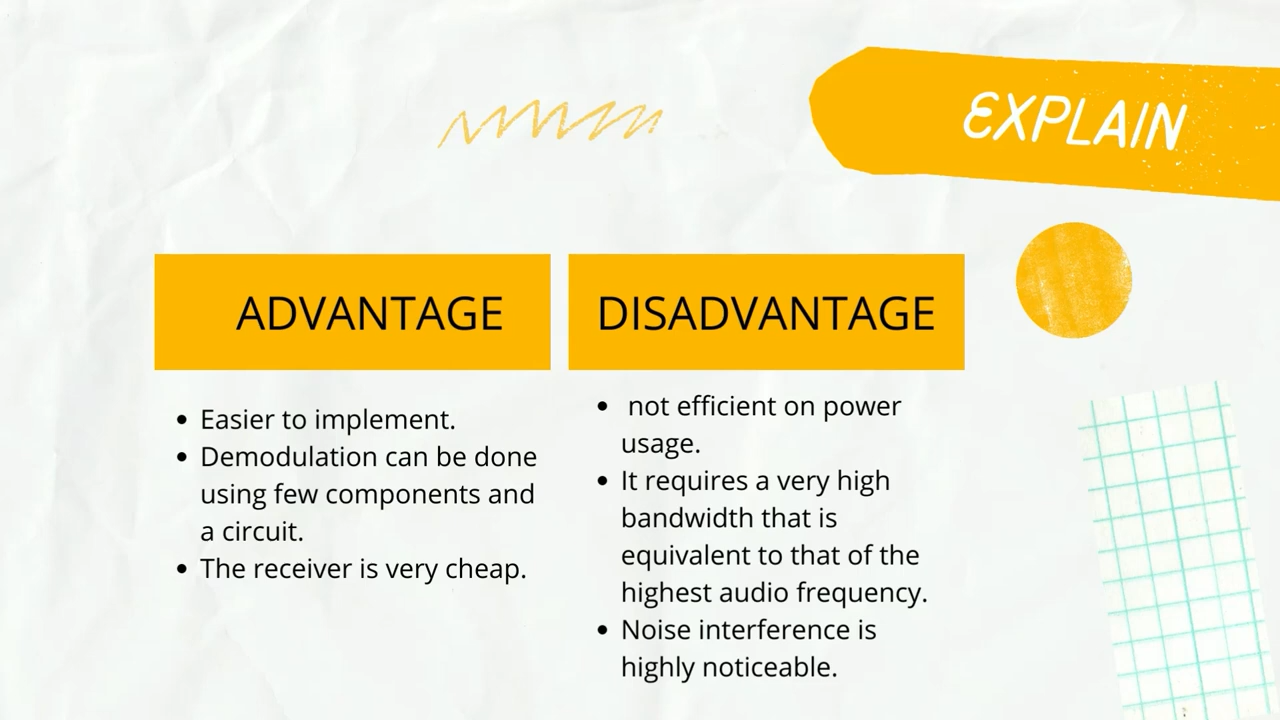 EXPLAIN
ADVANTAGE
• Easier to implement.
• Demodulation can be done
using few components and
a circuit.
• The receiver is very cheap.
DISADVANTAGE
• not efficient on power
usage.
• It requires a very high
bandwidth that is
equivalent to that of the
highest audio frequency.
• Noise interference is
highly noticeable.